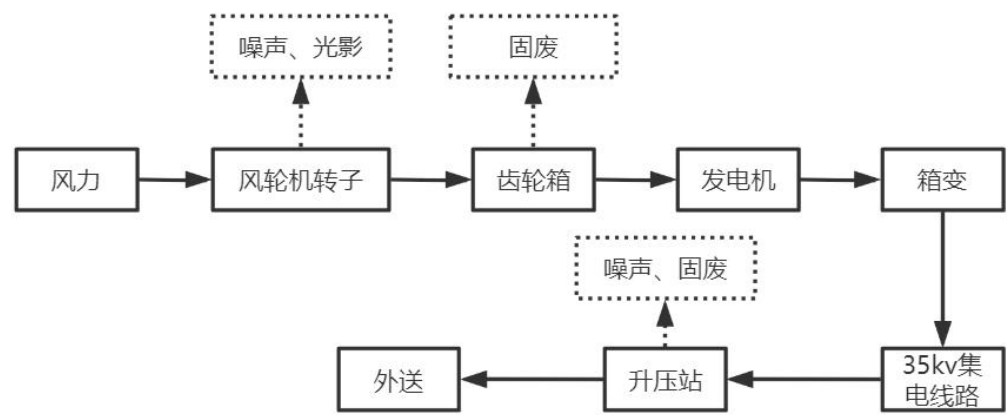 噪声、光影
固废
风力
风轮机转子
齿轮箱
发电机
箱变
噪声、固废
外送
升压站
35kv集
电线路